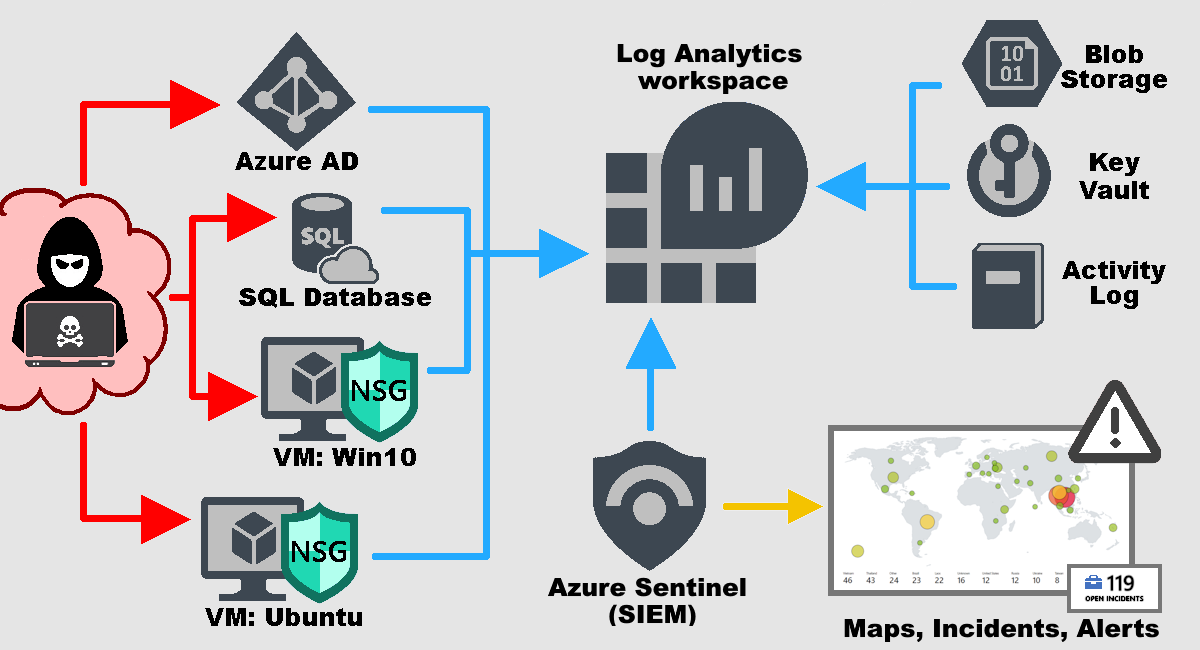 Log Analytics
workspace
10
01
Blob
Storage
Azure AD
Key
Vault
SQL
SQL Database
Activity
Log
NSG
VM: Win10
NSG
VM: Ubuntu
Azure Sentinel
(SIEM)
46 43 24 23 22 16 12 12 10 8
119
OPEN INCIDENTS
Maps, Incidents, Alerts